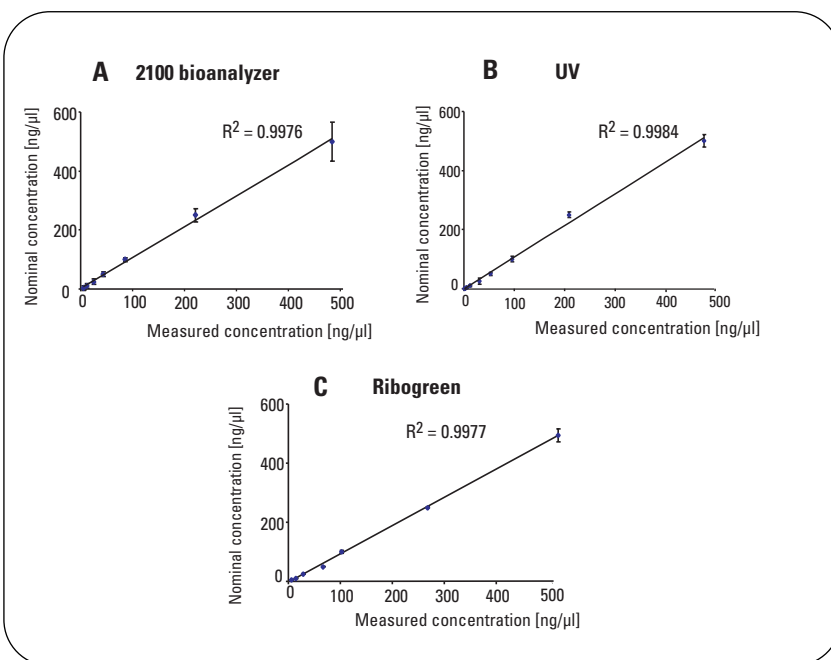 A 2100 bioanalyzer
Nominal concentration [ng/µl]
600
400
200
0
R2 = 0.9976
0 100 200 300 400 500
Measured concentration [ng/µl]
B UV
Nominal concentration [ng/µl]
600
400
200
0
R2 = 0.9984
0 100 200 300 400 500
Measured concentration [ng/µl]
C Ribogreen
Nominal concentration [ng/µl]
600
400
200
0
R2 = 0.9977
0 100 200 300 400 500
Measured concentration [ng/µl]